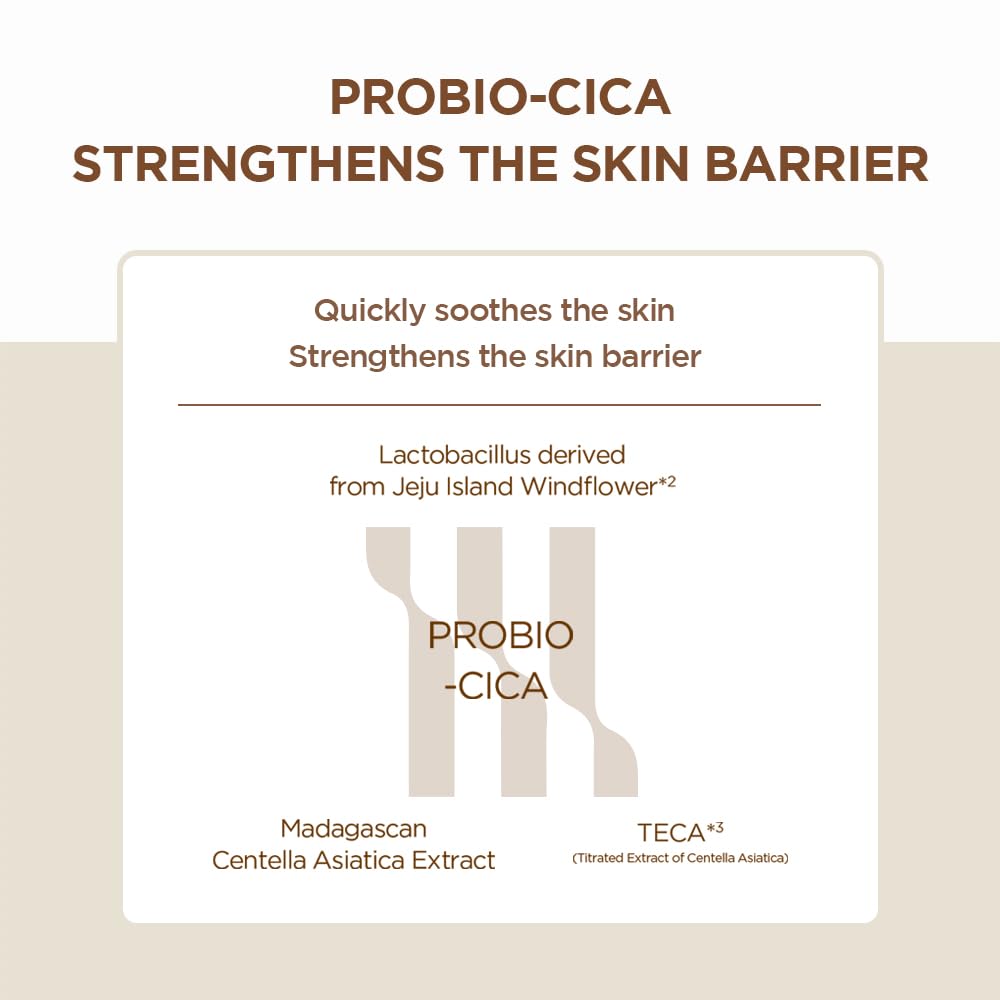 PROBIO-CICA
STRENGTHENS THE SKIN BARRIER
Quickly soothes the skin
Strengthens the skin barrier
Lactobacillus derived
from Jeju Island Windflower*2
PROBIO
-CICA
Madagascan
Centella Asiatica Extract
TECA*3
(Titrated Extract of Centella Asiatica)